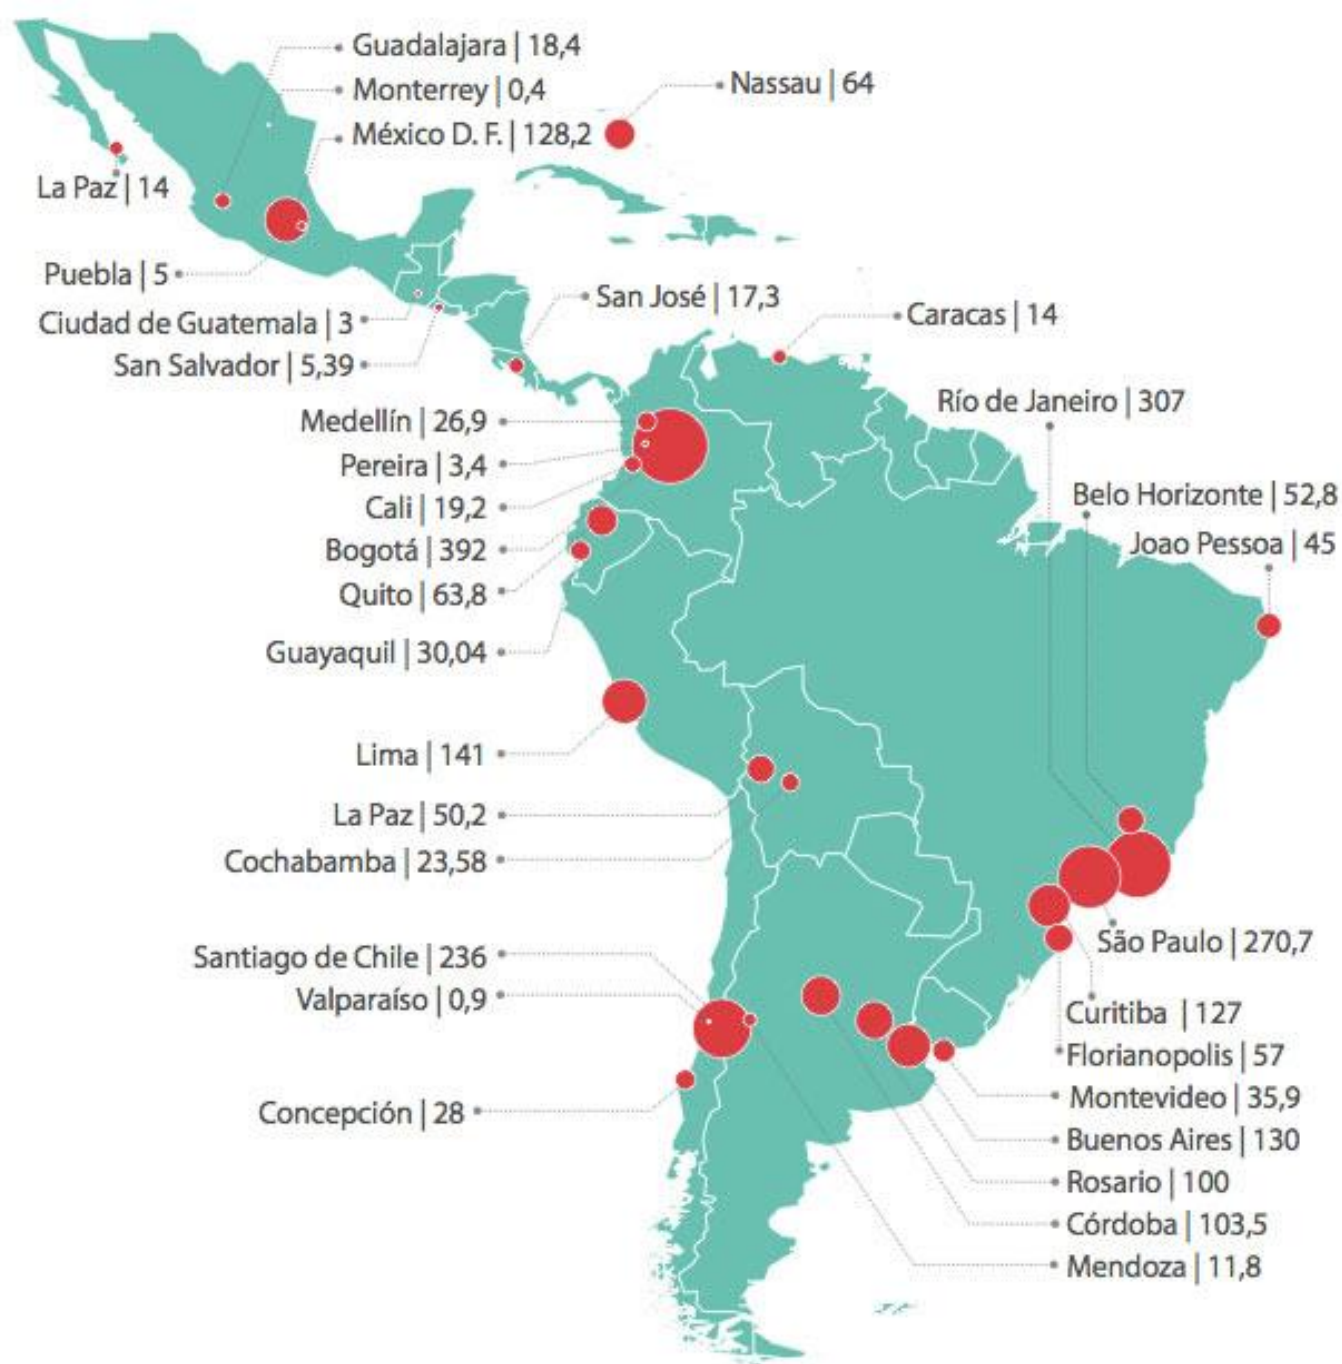 Guadalajara | 18,4
Monterrey | 0,4
México D. F. | 128,2
Nassau | 64
La Paz | 14
Puebla | 5
Ciudad de Guatemala | 3
San Salvador | 5,39
San José | 17,3
Caracas | 14
Medellín | 26,9
Pereira | 3,4
Cali | 19,2
Bogotá | 392
Quito | 63,8
Guayaquil | 30,04
Río de Janeiro | 307
Belo Horizonte | 52,8
Joao Pessoa | 45
Lima | 141
La Paz | 50,2
Cochabamba | 23,58
Santiago de Chile | 236
Valparaíso | 0,9
Concepción | 28
São Paulo | 270,7
Curitiba | 127
Florianopolis | 57
Montevideo | 35,9
Buenos Aires | 130
Rosario | 100
Córdoba | 103,5
Mendoza | 11,8